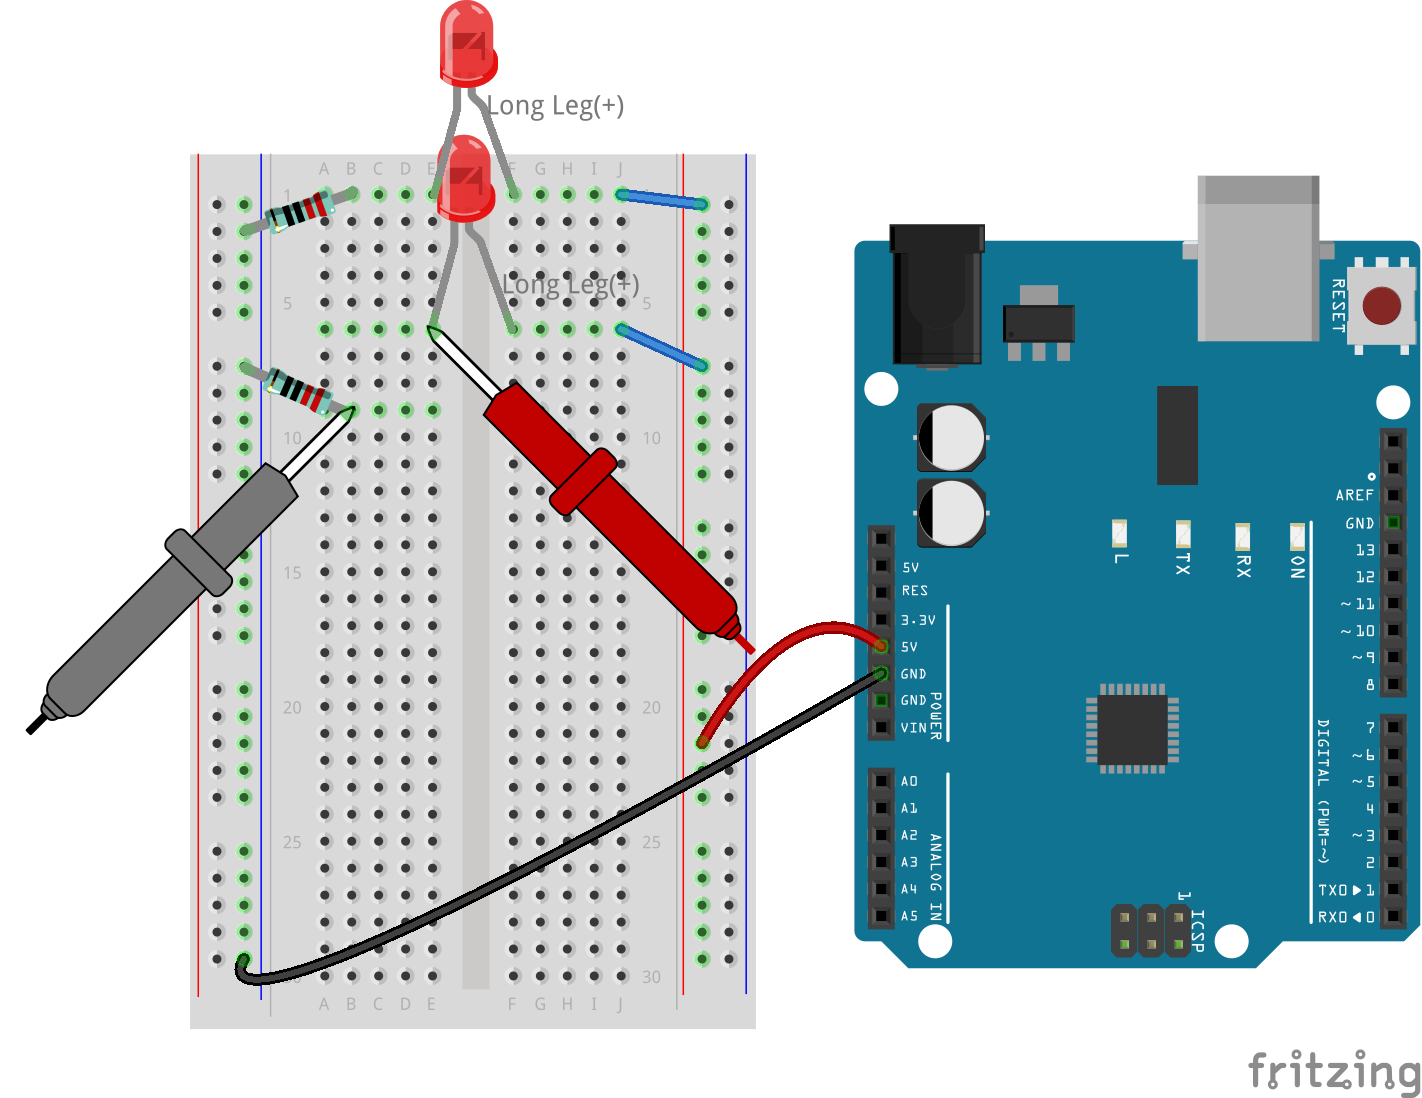 Long Leg(+)
A B C D E F G H I J
1
Long Leg(+)
5 5
10 10
15
20 20
25 25
30 30
A B C D E F G H I J
RESET
AREF
GND
13
12
~11
~10
~9
8
L
TX
RX
ON
5V
RES
3.3V
5V
GND
GND
VIN
POWER
A0
A1
A2
A3
A4
A5
ANALOG IN
7
~6
~5
4
~3
2
TX0▶1
RX0◀0
DIGITAL (PWM=~)
1
ICSP
fritzing